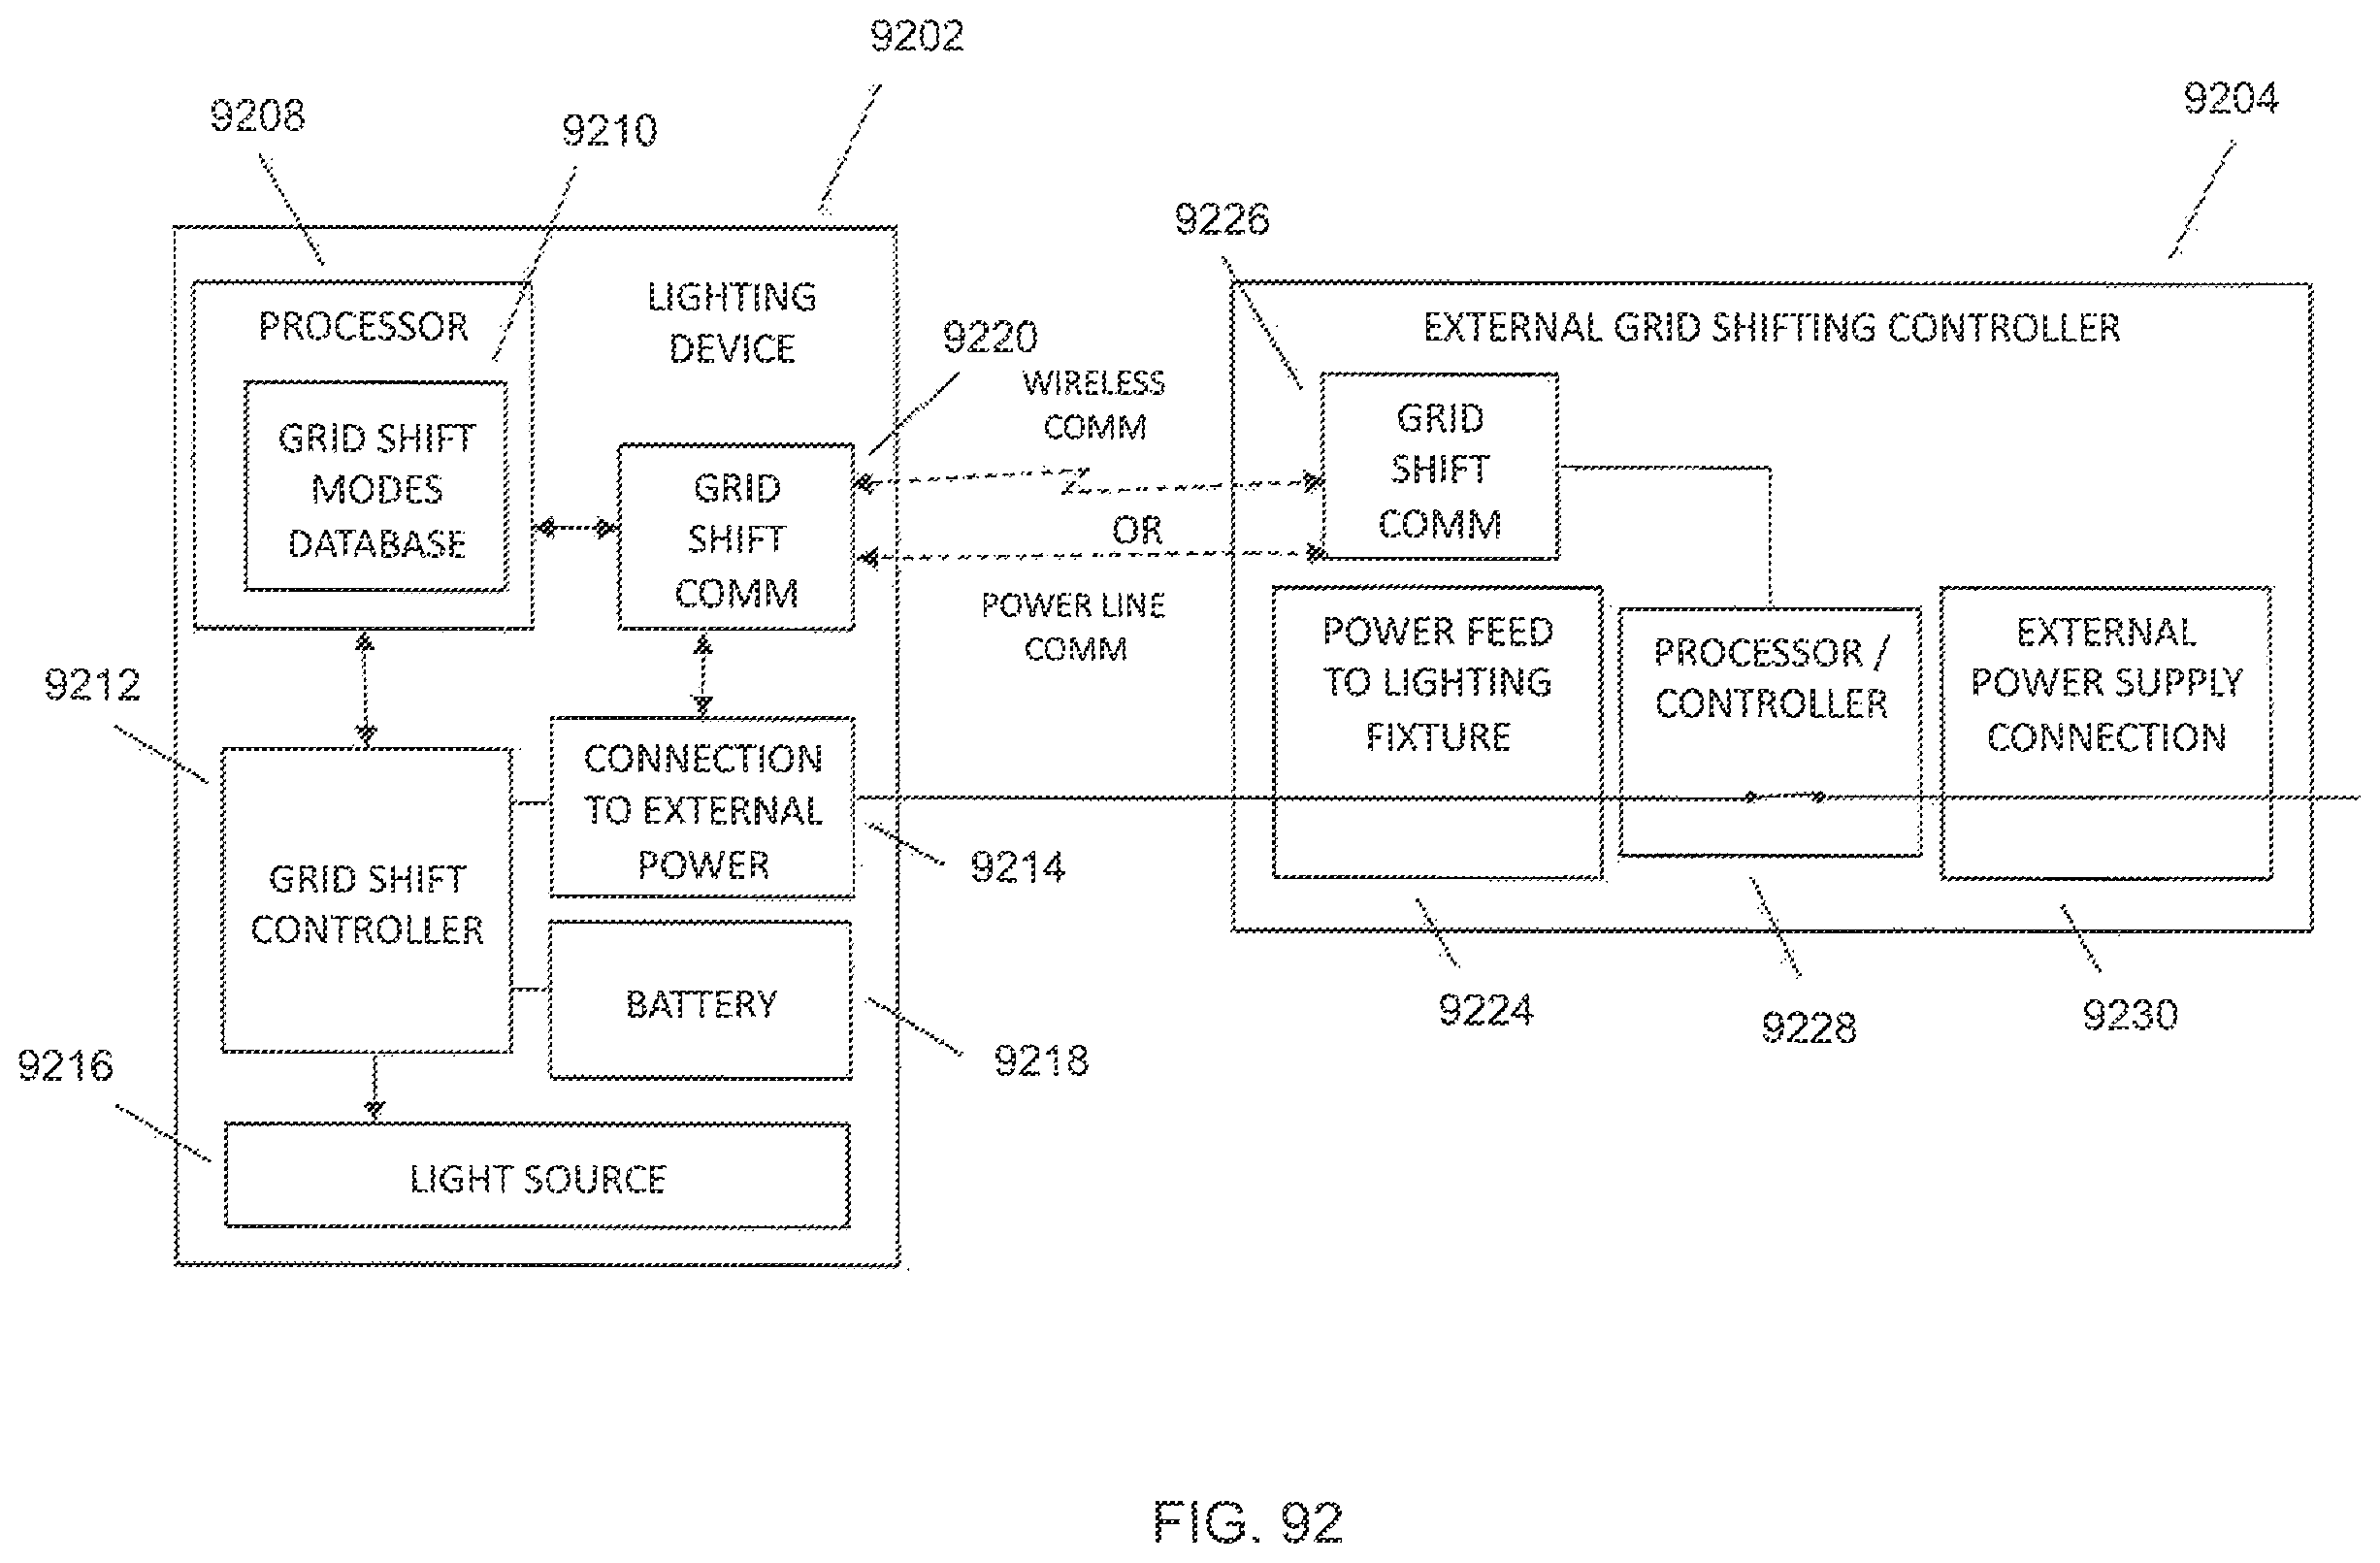 9202
9204
9208
9210
9226
PROCESSOR
LIGHTING
DEVICE
9220
EXTERNAL GRID SHIFTING CONTROLLER
GRID SHIFT
MODES
DATABASE
GRID
SHIFT
COMM
WIRELESS
COMM
OR
POWER LINE
COMM
GRID
SHIFT
COMM
9212
POWER FEED
TO LIGHTING
FIXTURE
PROCESSOR /
CONTROLLER
EXTERNAL
POWER SUPPLY
CONNECTION
GRID SHIFT
CONTROLLER
CONNECTION
TO EXTERNAL
POWER
9214
BATTERY
9218
9224
9228
9230
9216
LIGHT SOURCE
FIG. 92